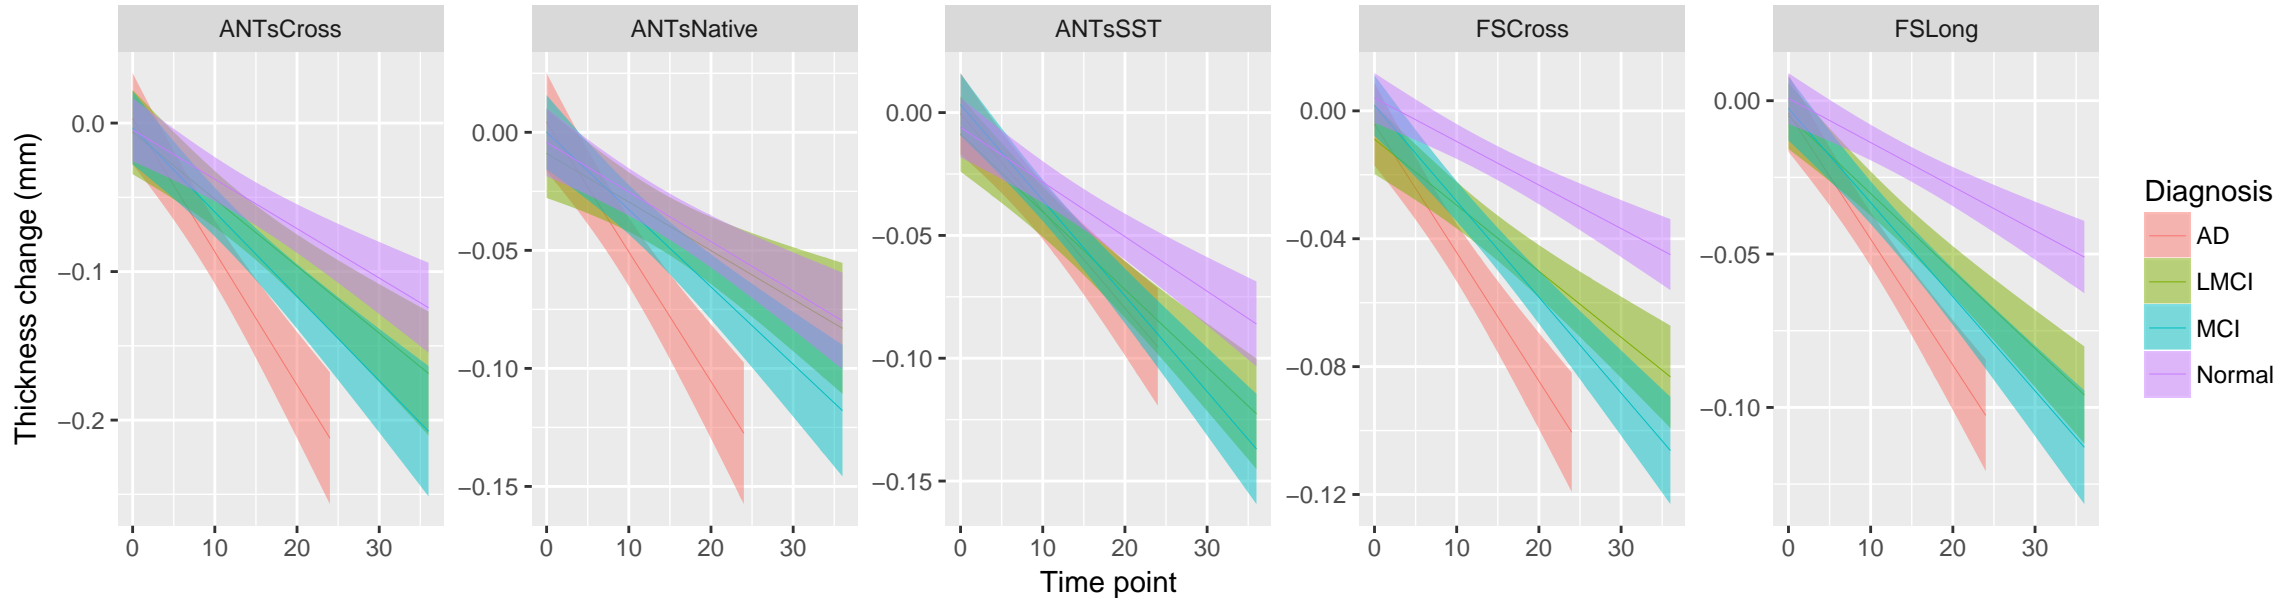 ANTsCross ANTsNative ANTsSST FSCross FSLong
Thickness change (mm)
0.0
−0.1
−0.2
0 10 20 30
0.00
−0.05
−0.10
−0.15
0 10 20 30
0.00
−0.05
−0.10
−0.15
0 10 20 30
0.00
−0.04
−0.08
−0.12
0 10 20 30
0.00
−0.05
−0.10
0 10 20 30
Time point
Diagnosis
AD
LMCI
MCI
Normal